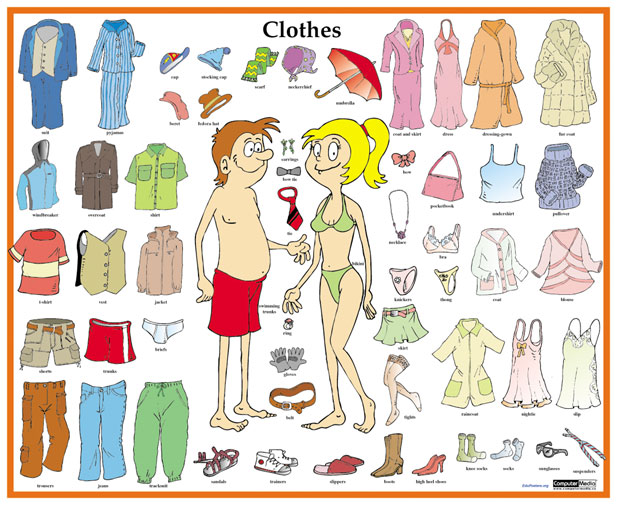 Clothes
suit
pyjamas
cap
stocking cap
scarf
neckerchief
umbrella
coat and skirt
dress
dressing-gown
fur coat
beret
fedora hat
earrings
bow tie
tie
bow
pocketbook
undershirt
pullover
windbreaker
overcoat
shirt
necklace
bra
bikini
t-shirt
vest
jacket
knickers
thong
coat
blouse
swimming
trunks
ring
skirt
shorts
trunks
briefs
gloves
belt
tights
raincoat
nightie
slip
trousers
jeans
tracksuit
sandals
trainers
slippers
boots
high heel shoes
knee socks
socks
sunglasses
suspenders
ComputerMedia
www.computermedia.cz